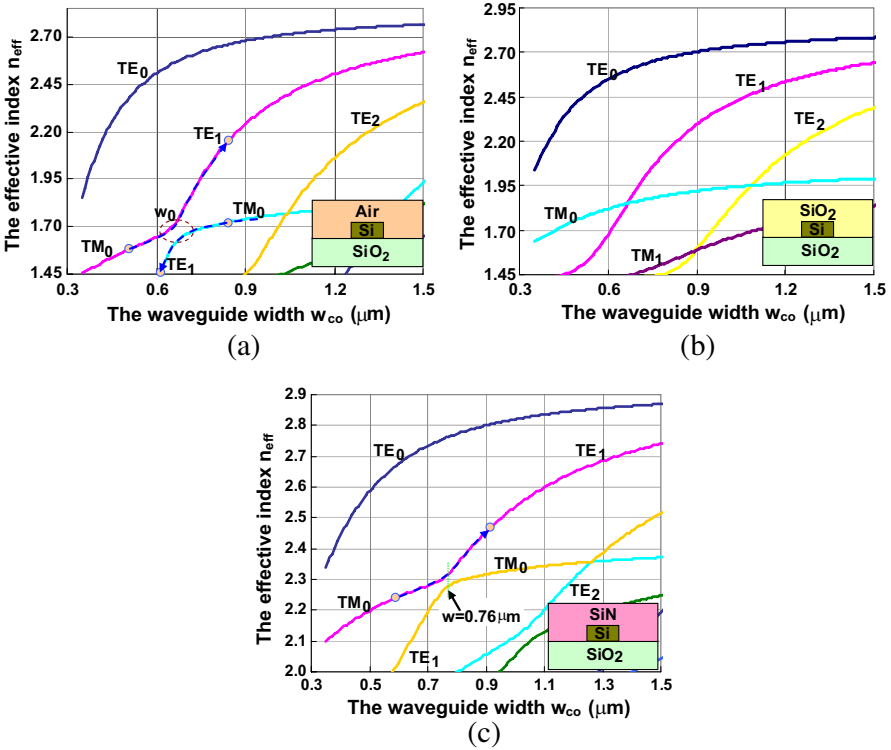 The effective index neff
2.70
2.45
2.20
1.95
1.70
1.45
TE0
TE1
TE2
w0
TM0
TM0
TE1
Air
Si
SiO2
0.3 0.6 0.9 1.2 1.5
The waveguide width wco (μm)
(a)
The effective index neff
2.95
2.70
2.45
2.20
1.95
1.70
1.45
TE0
TE1
TE2
TM0
TM1
SiO2
Si
SiO2
0.3 0.6 0.9 1.2 1.5
The waveguide width wco (μm)
(b)
The effective index neff
2.9
2.8
2.7
2.6
2.5
2.4
2.3
2.2
2.1
2.0
TE0
TE1
TM0
TM0
TE2
w=0.76 μm
TE1
SiN
Si
SiO2
0.3 0.5 0.7 0.9 1.1 1.3 1.5
The waveguide width wco (μm)
(c)